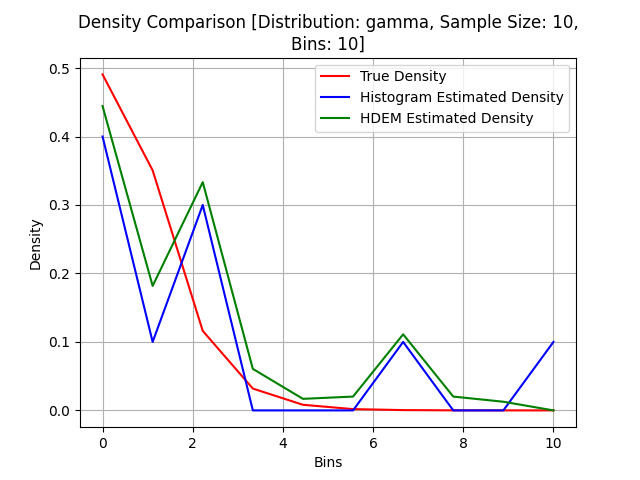 Density Comparison [Distribution: gamma, Sample Size: 10,
Bins: 10]
True Density
Histogram Estimated Density
HDEM Estimated Density
Density
0.5
0.4
0.3
0.2
0.1
0.0
0
2
4
6
8
10
Bins